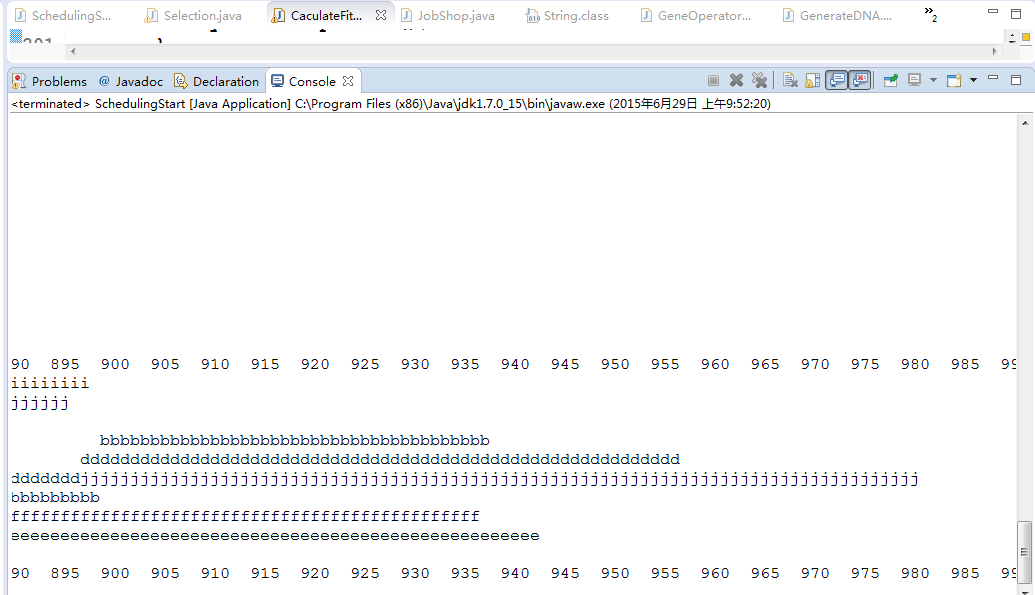 SchedulingS... Selection.java CaculateFit... JobShop.java String.class GeneOperator... GenerateDNA.... »2
Problems @ Javadoc Declaration Console
<terminated> SchedulingStart [Java Application] C:\Program Files (x86)\Java\jdk1.7.0_15\bin\javaw.exe (2015年6月29日 上午9:52:20)
90 895 900 905 910 915 920 925 930 935 940 945 950 955 960 965 970 975 980 985 99
iiiiiiii
jjjjjj
bbbbbbbbbbbbbbbbbbbbbbbbbbbbbbbbbbbbbbb
dddddddddddddddddddddddddddddddddddddddddddddddddddddddddddd
dddddddjjjjjjjjjjjjjjjjjjjjjjjjjjjjjjjjjjjjjjjjjjjjjjjjjjjjjjjjjjjjjjjjjjjjjjjjjjjjjjjjjjjj
bbbbbbbbb
fffffffffffffffffffffffffffffffffffffffffffffff
eeeeeeeeeeeeeeeeeeeeeeeeeeeeeeeeeeeeeeeeeeeeeeeeeeeee
90 895 900 905 910 915 920 925 930 935 940 945 950 955 960 965 970 975 980 985 99